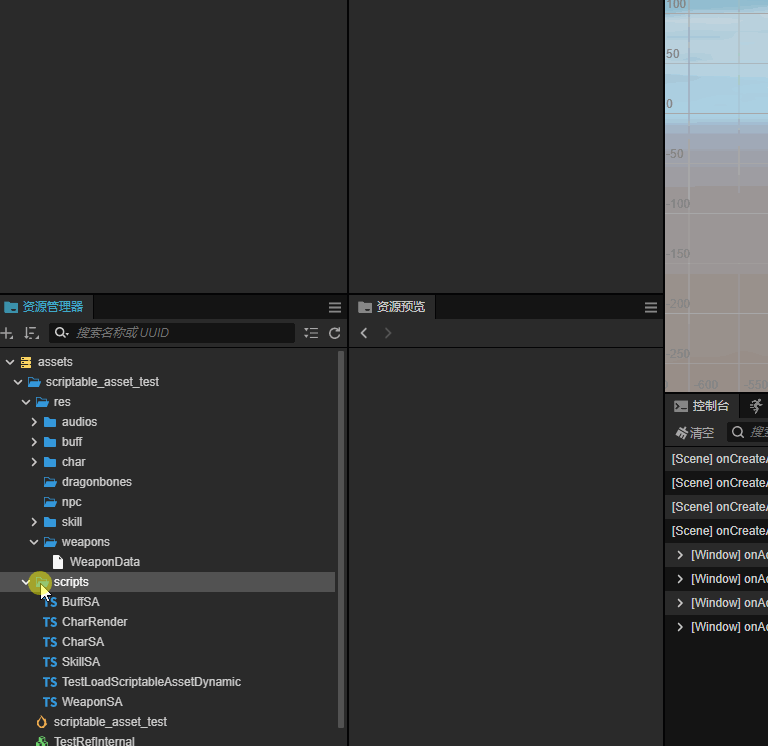 100
50
0
-50
-100
-150
-200
-250
-600
-550
资源管理器
资源预览
搜索名称或 UUID
assets
scriptable_asset_test
res
audios
buff
char
dragonbones
npc
skill
weapons
WeaponData
scripts
TS BuffSA
TS CharRender
TS CharSA
TS SkillSA
TS TestLoadScriptableAssetDynamic
TS WeaponSA
scriptable_asset_test
TestRefInternal
控制台
清空
搜索
[Scene] onCreateA
[Scene] onCreateA
[Scene] onCreateA
[Scene] onCreateA
[Window] onAc
[Window] onAc
[Window] onAc
[Window] onAc